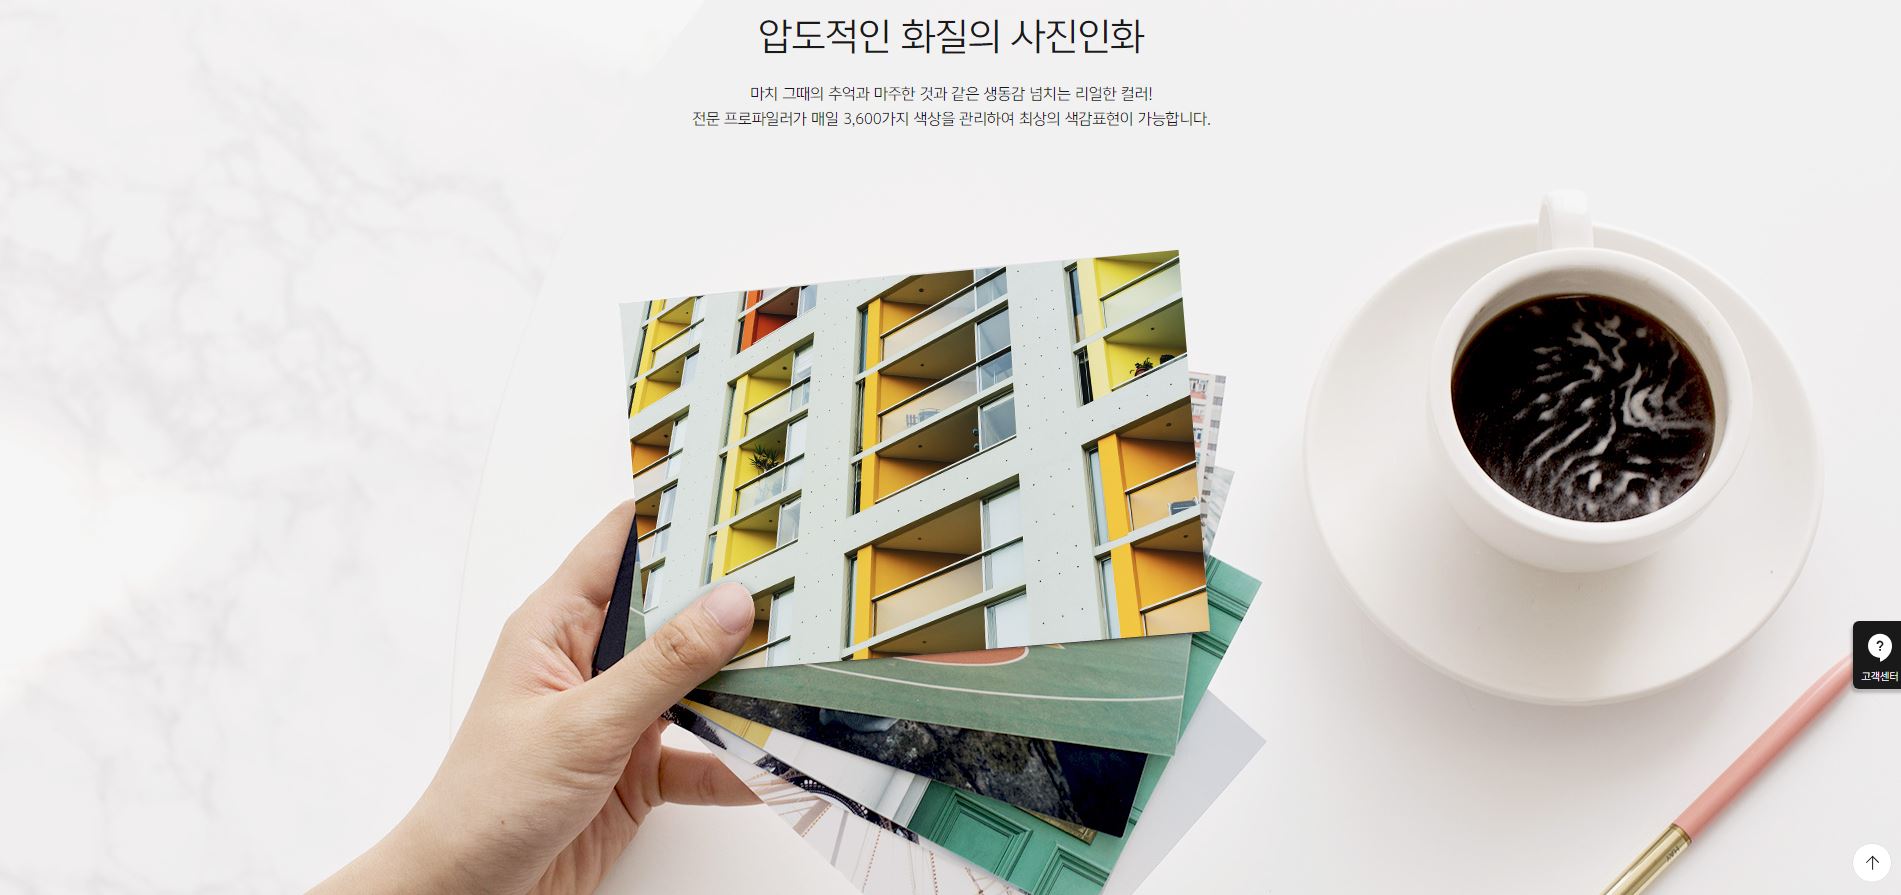 압도적인 화질의 사진인화
마치 그때의 추억과 마주한 것과 같은 생동감 넘치는 리얼한 컬러!
전문 프로파일러가 매일 3,600가지 색상을 관리하여 최상의 색감표현이 가능합니다.
?
고객센터
MAY